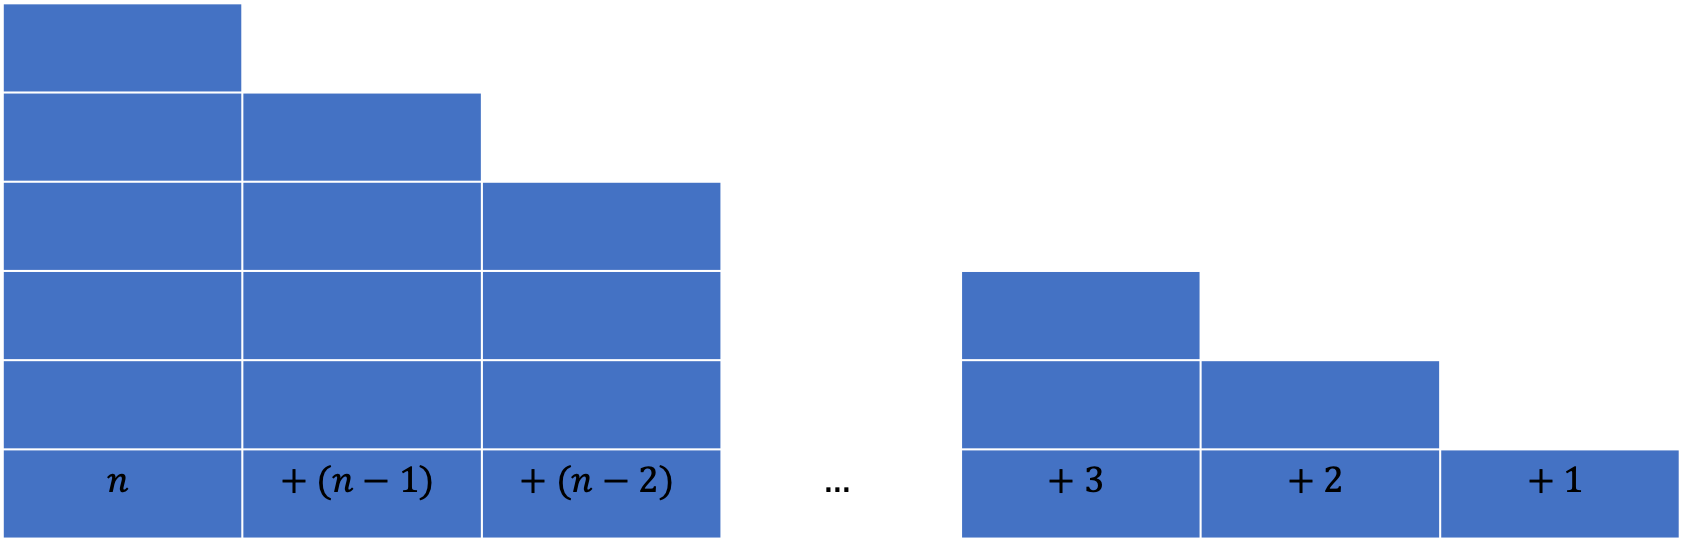 n + (n − 1) + (n − 2) ... + 3 + 2 + 1